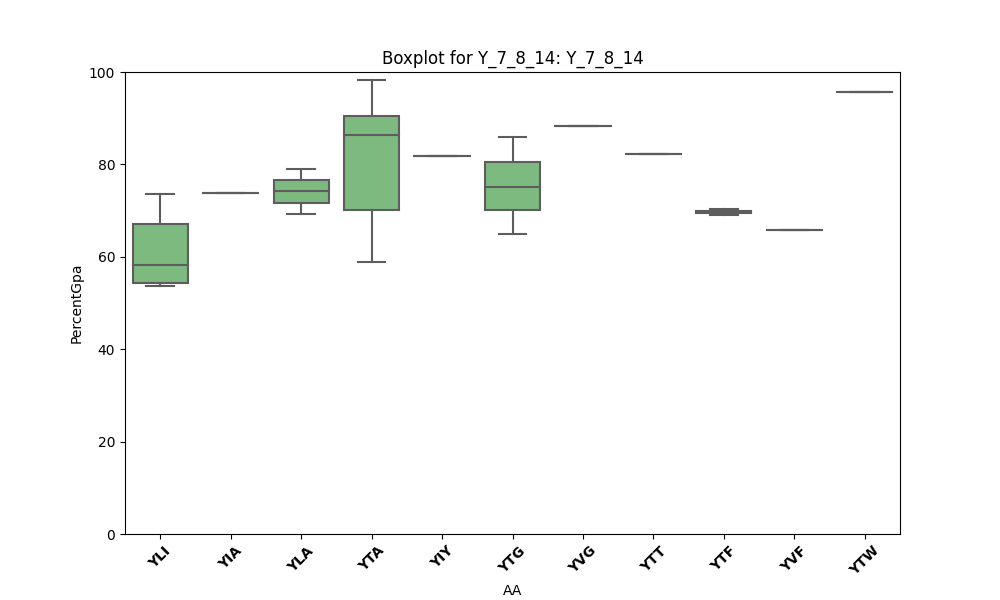 Boxplot for Y_7_8_14: Y_7_8_14
100
80
60
40
20
0
PercentGpa
YLI YIA YLA YTA YIY YTG YVG YTT YTF YVF YTW
AA